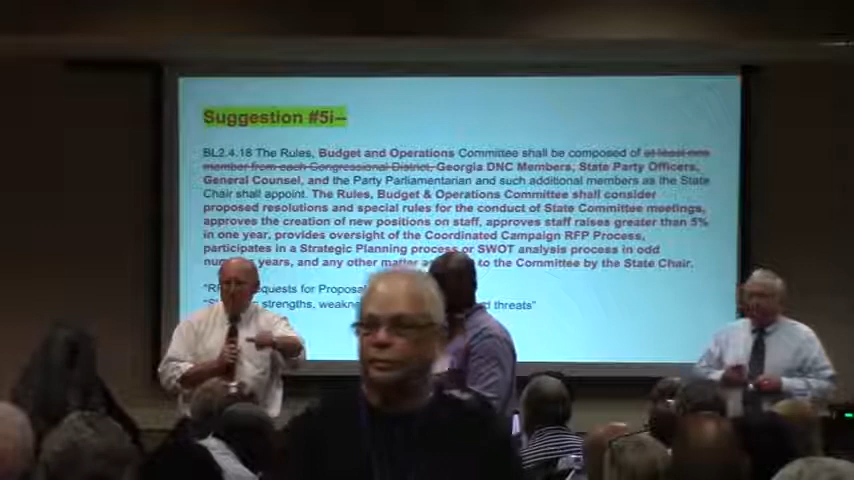 Suggestion #5i--
BL2.4.18 The Rules, Budget and Operations Committee shall be composed of at least one
member from each Congressional District, Georgia DNC Members, State Party Officers,
General Counsel, and the Party Parliamentarian and such additional members as the State
Chair shall appoint. The Rules, Budget & Operations Committee shall consider
proposed resolutions and special rules for the conduct of State Committee meetings,
approves the creation of new positions on staff, approves staff raises greater than 5%
in one year, provides oversight of the Coordinated Campaign RFP Process,
participates in a Strategic Planning process or SWOT analysis process in odd
years, and any other matter to the Committee by the State Chair.
for
strengths, threats"